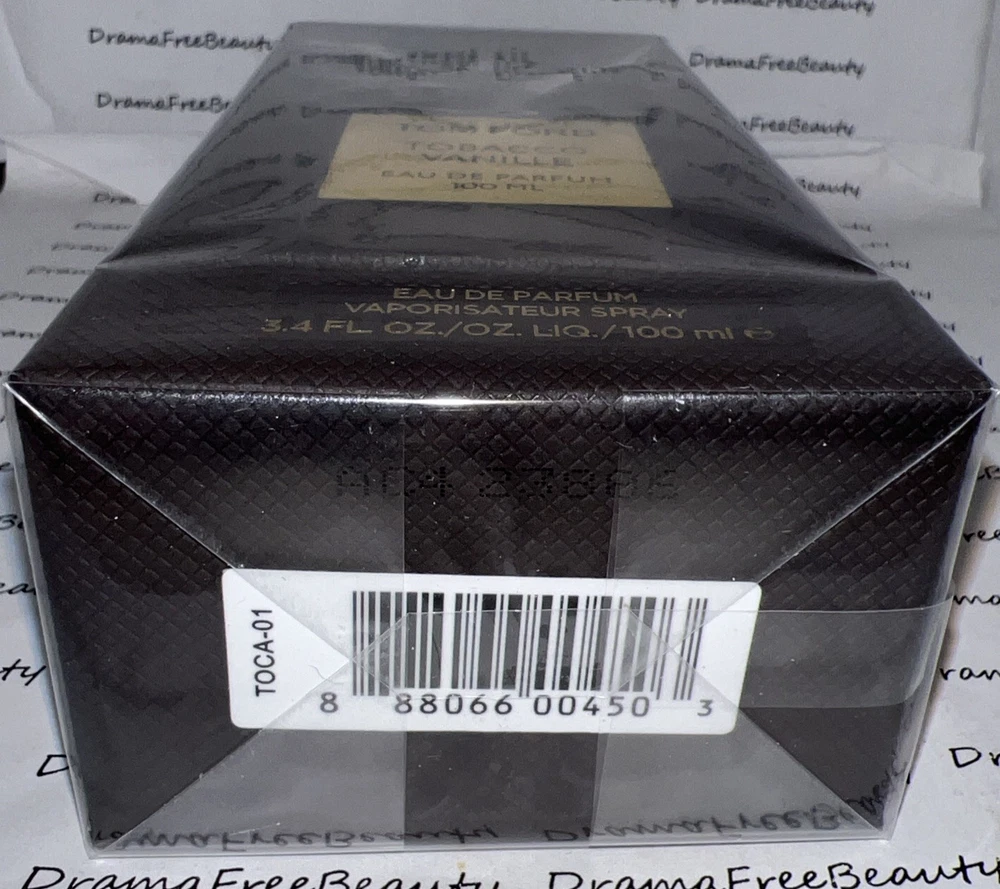 DramaFreeBeauty
DramaFreeBeauty
DramaFreeBeauty
TOM FORD
TOBACCO
VANILLE
EAU DE PARFUM
100 ML
EAU DE PARFUM
VAPORISATEUR SPRAY
3.4 FL. OZ./OZ. LIQ./100 ml ℮
TOCA-01
8 88066 00450 3
DramaFreeBeauty DramaFreeBeauty